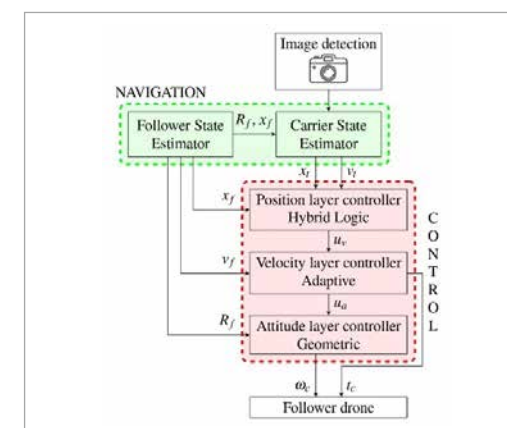 Image detection
NAVIGATION
Follower State
Estimator
R_f, x_f
Carrier State
Estimator
x_t
v_t
x_f
Position layer controller
Hybrid Logic
u_v
v_f
Velocity layer controller
Adaptive
u_a
R_f
Attitude layer controller
Geometric
CONTROL
ω_c
t_c
Follower drone